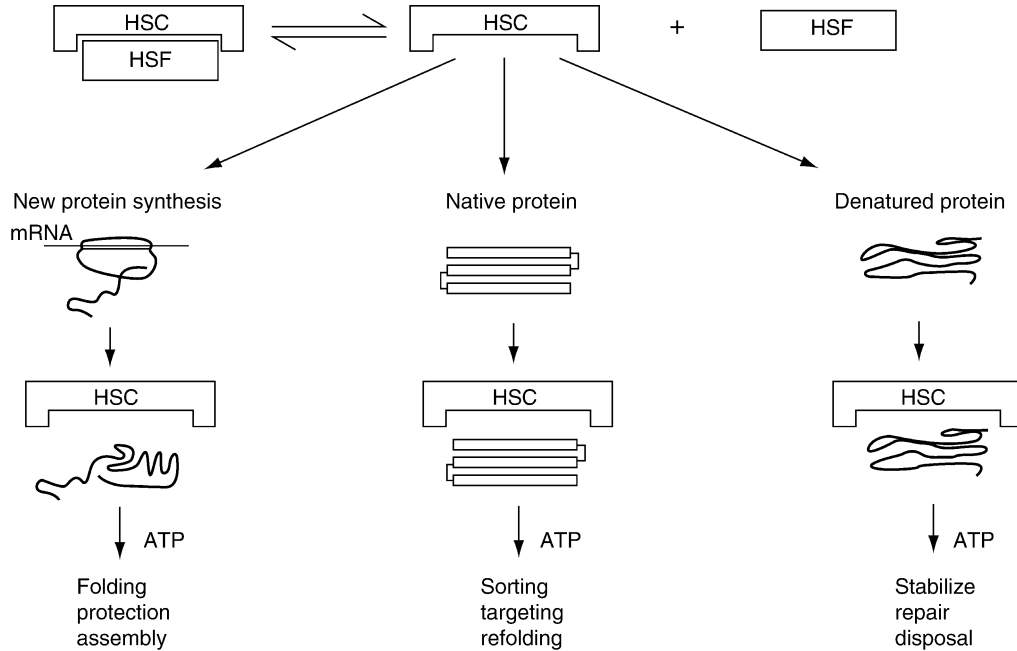 HSC
HSF
HSC
+
HSF
New protein synthesis
mRNA
Native protein
Denatured protein
HSC
HSC
HSC
ATP
ATP
ATP
Folding
protection
assembly
Sorting
targeting
refolding
Stabilize
repair
disposal